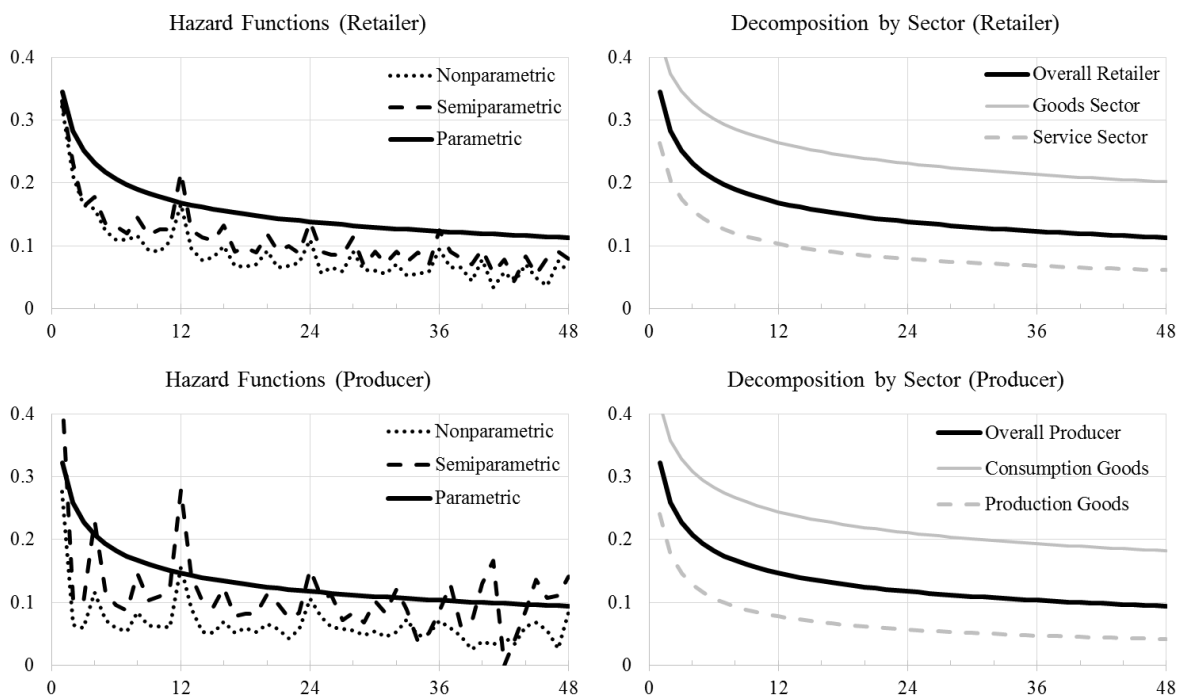 Hazard Functions (Retailer)
0.4
0.3
0.2
0.1
0
0 12 24 36 48
Nonparametric
Semiparametric
Parametric
Decomposition by Sector (Retailer)
0.4
0.3
0.2
0.1
0
0 12 24 36 48
Overall Retailer
Goods Sector
Service Sector
Hazard Functions (Producer)
0.4
0.3
0.2
0.1
0
0 12 24 36 48
Nonparametric
Semiparametric
Parametric
Decomposition by Sector (Producer)
0.4
0.3
0.2
0.1
0
0 12 24 36 48
Overall Producer
Consumption Goods
Production Goods